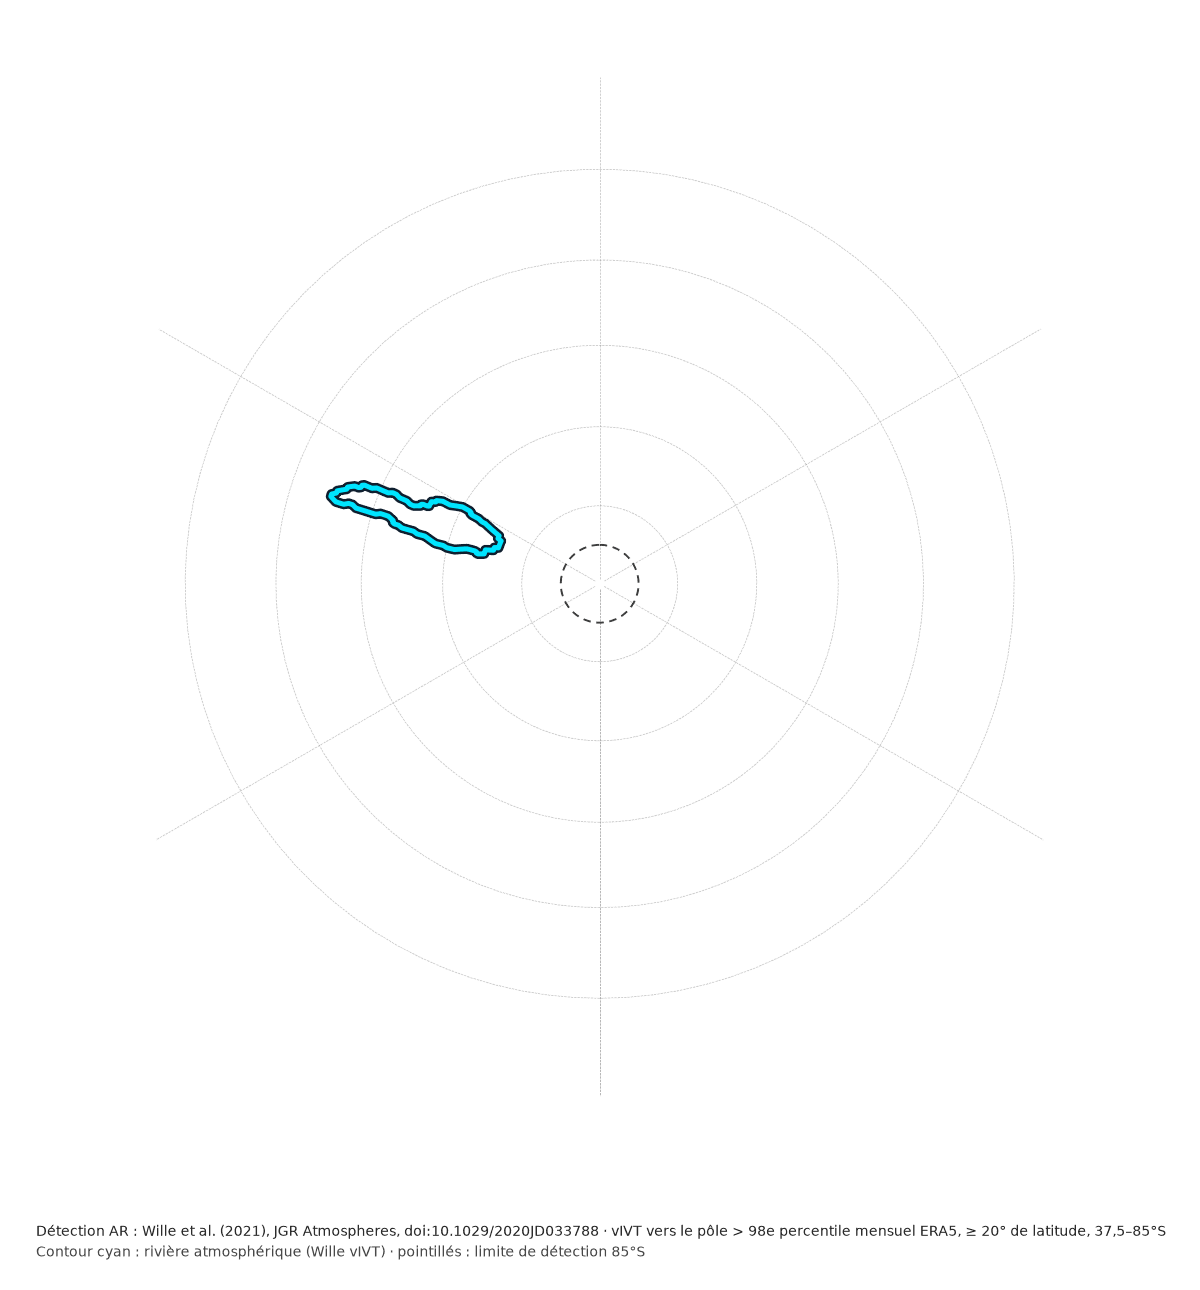 Détection AR : Wille et al. (2021), JGR Atmospheres, doi:10.1029/2020JD033788 · vIVT vers le pôle > 98e percentile mensuel ERA5, ≥ 20° de latitude, 37,5–85°S
Contour cyan : rivière atmosphérique (Wille vIVT) · pointillés : limite de détection 85°S